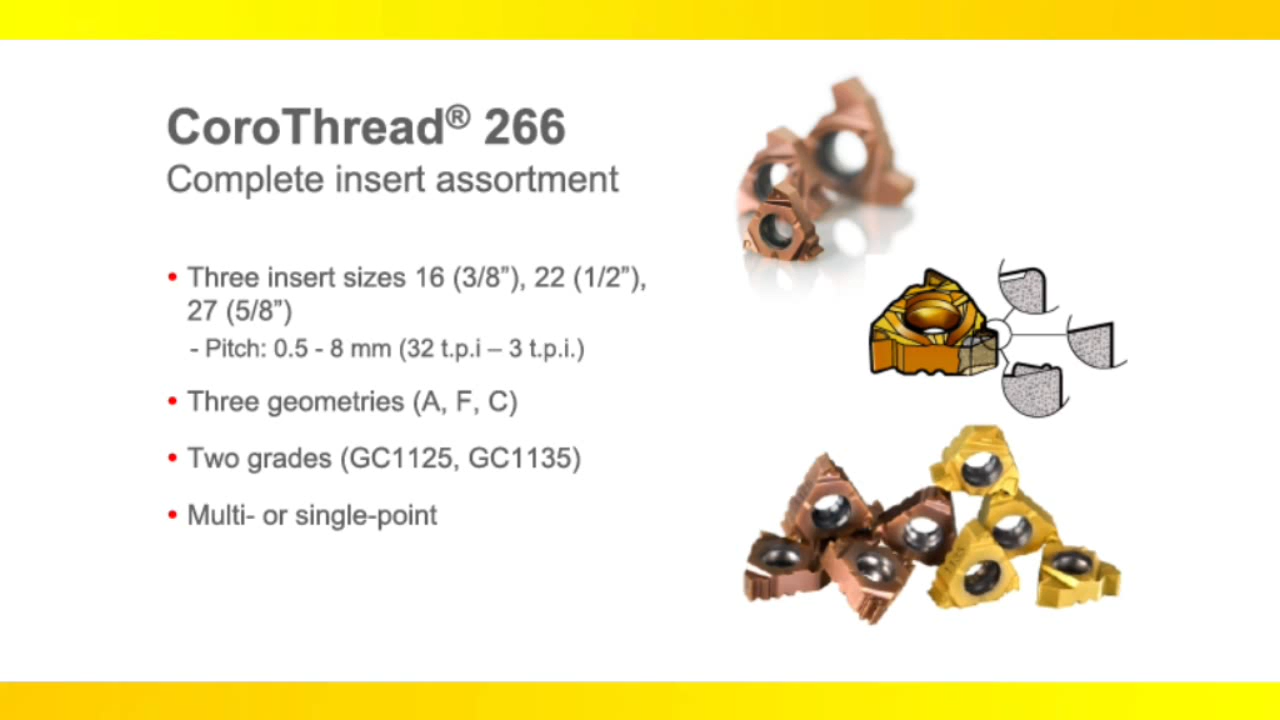 CoroThread® 266
Complete insert assortment
• Three insert sizes 16 (3/8”), 22 (1/2”),
27 (5/8”)
- Pitch: 0.5 - 8 mm (32 t.p.i – 3 t.p.i.)
• Three geometries (A, F, C)
• Two grades (GC1125, GC1135)
• Multi- or single-point